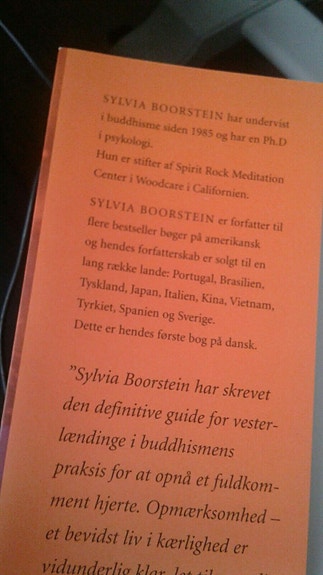 SYLVIA BOORSTEIN har undervist
i buddhisme siden 1985 og har en Ph.D
i psykologi.
Hun er stifter af Spirit Rock Meditation
Center i Woodcare i Californien.
SYLVIA BOORSTEIN er forfatter til
flere bestseller bøger på amerikansk
og hendes forfatterskab er solgt til en
lang række lande: Portugal, Brasilien,
Tyskland, Japan, Italien, Kina, Vietnam,
Tyrkiet, Spanien og Sverige.
Dette er hendes første bog på dansk.
”Sylvia Boorstein har skrevet
den definitive guide for vester-
lændinge i buddhismens
praksis for at opnå et fuldkom-
ment hjerte. Opmærksomhed –
et bevidst liv i kærlighed er
vidunderlig klar, let